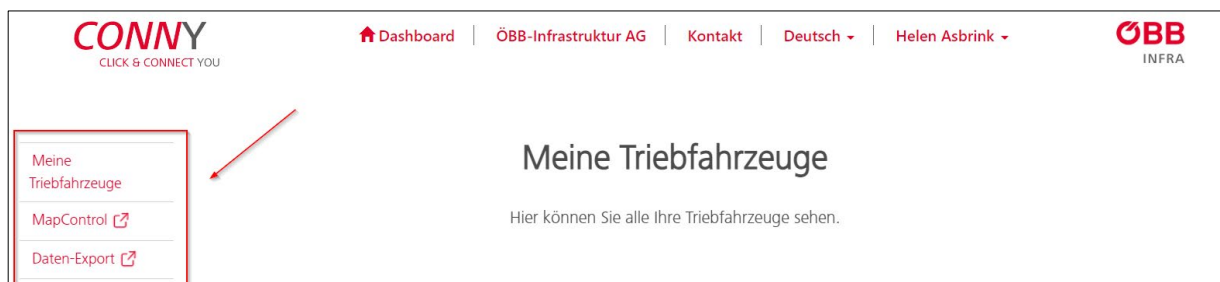 CONNY
CLICK & CONNECT YOU
Dashboard
ÖBB-Infrastruktur AG
Kontakt
Deutsch
Helen Asbrink
ÖBB
INFRA
Meine
Triebfahrzeuge
MapControl
Daten-Export
Meine Triebfahrzeuge
Hier können Sie alle Ihre Triebfahrzeuge sehen.